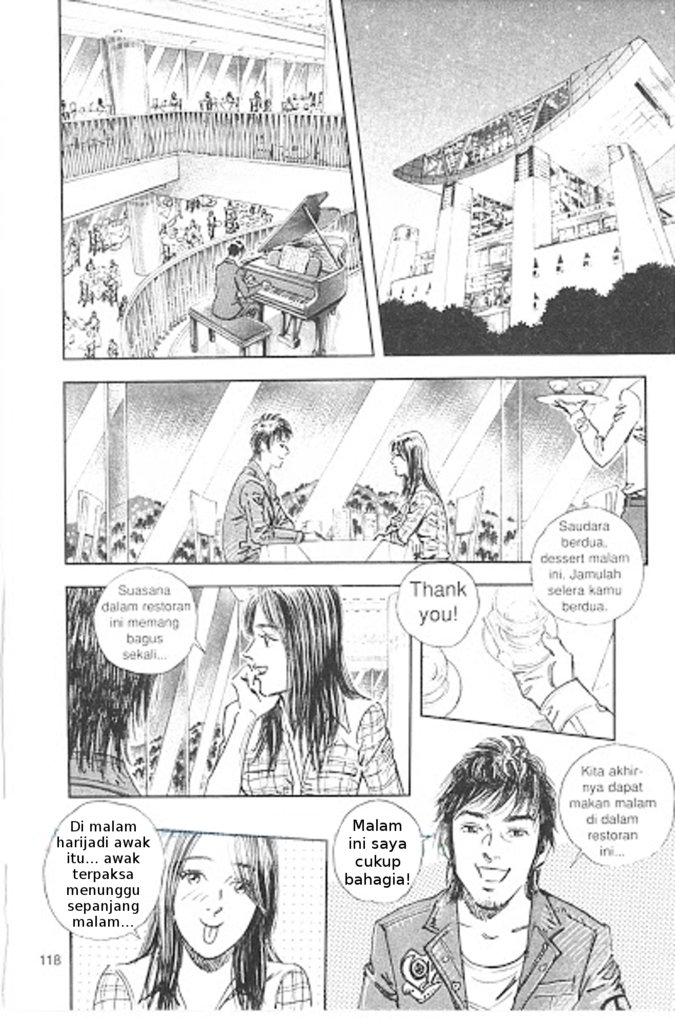 Saudara
berdua,
dessert malam
ini. Jamulah
selera kamu
berdua.
Thank
you!
Suasana
dalam restoran
ini memang
bagus
sekali...
Kita akhir-
nya dapat
makan malam
di dalam
restoran
ini...
Malam
ini saya
cukup
bahagia!
Di malam
harijadi awak
itu... awak
terpaksa
menunggu
sepanjang
malam...
118